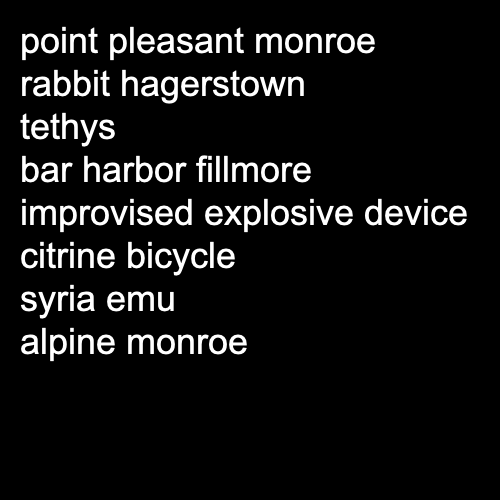 point pleasant monroe
rabbit hagerstown
tethys
bar harbor fillmore
improvised explosive device
citrine bicycle
syria emu
alpine monroe